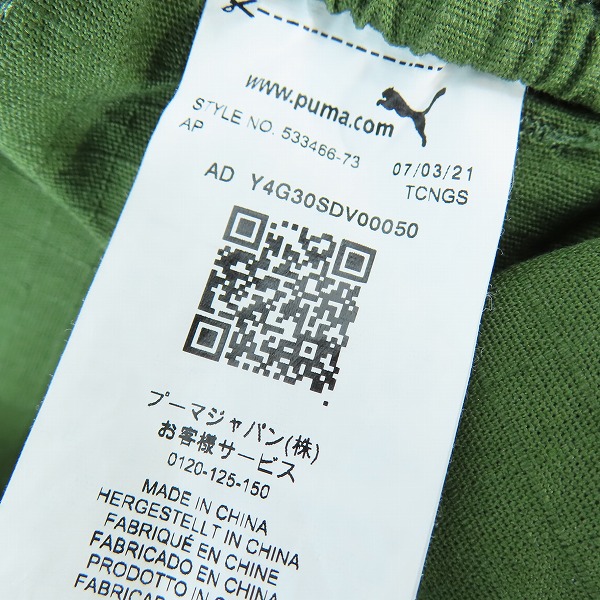 www.puma.com
STYLE NO. 533466-73 07/03/21
AP TCNGS
AD Y4G30SDV00050
プーマジャパン(株)
お客様サービス
0120-125-150
MADE IN CHINA
HERGESTELLT IN CHINA
FABRIQUÉ EN CHINE
FABRICADO EN CHINA
PRODOTTO IN CINA
FABRICADO